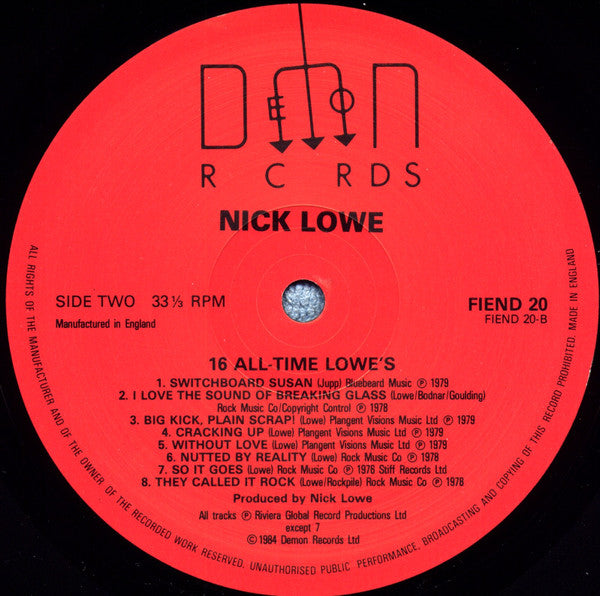 DEMON
RECORDS
NICK LOWE
SIDE TWO 33⅓ RPM
Manufactured in England
FIEND 20
FIEND 20-B
16 ALL-TIME LOWE'S
1. SWITCHBOARD SUSAN (Jupp) Bluebeard Music ℗ 1979
2. I LOVE THE SOUND OF BREAKING GLASS (Lowe/Bodnar/Goulding)
Rock Music Co/Copyright Control ℗ 1978
3. BIG KICK, PLAIN SCRAP! (Lowe) Plangent Visions Music Ltd ℗ 1979
4. CRACKING UP (Lowe) Plangent Visions Music Ltd ℗ 1979
5. WITHOUT LOVE (Lowe) Plangent Visions Music Ltd ℗ 1979
6. NUTTED BY REALITY (Lowe) Rock Music Co ℗ 1978
7. SO IT GOES (Lowe) Rock Music Co ℗ 1976 Stiff Records Ltd
8. THEY CALLED IT ROCK (Lowe/Rockpile) Rock Music Co ℗ 1978
Produced by Nick Lowe
All tracks ℗ Riviera Global Record Productions Ltd
except 7
©1984 Demon Records Ltd
ALL RIGHTS OF THE MANUFACTURER AND OF THE OWNER OF THE RECORDED WORK RESERVED. UNAUTHORISED PUBLIC PERFORMANCE, BROADCASTING AND COPYING OF THIS RECORD PROHIBITED. MADE IN ENGLAND